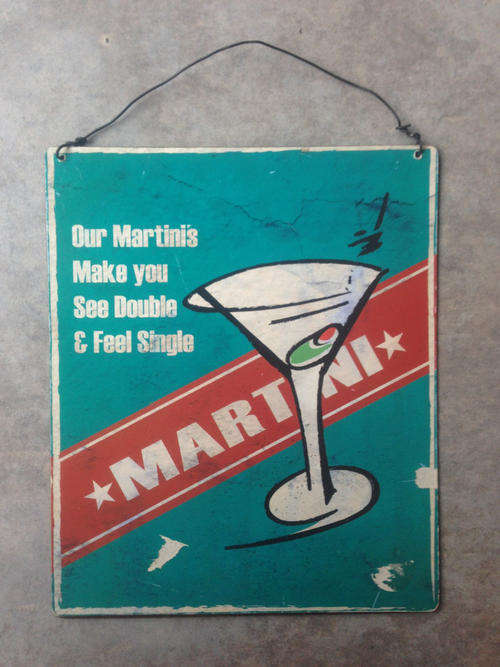 Our Martini's
Make you
See Double
& Feel Single
MARTINI